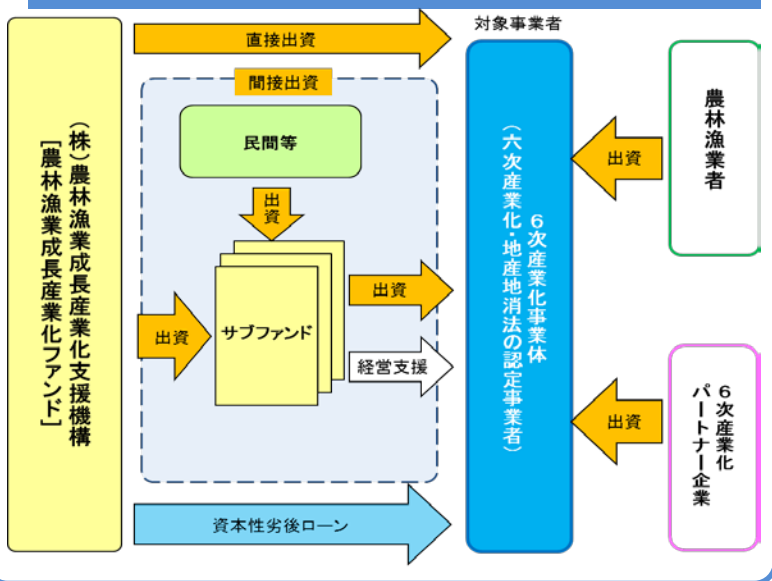 直接出資
対象事業者
間接出資
(株)農林漁業成長産業化支援機構
[農林漁業成長産業化ファンド]
民間等
出資
出資
サブファンド
出資
経営支援
6次産業化事業体
(六次産業化・地産地消法の認定事業者)
出資
農林漁業者
出資
6次産業化
パートナー企業
資本性劣後ローン